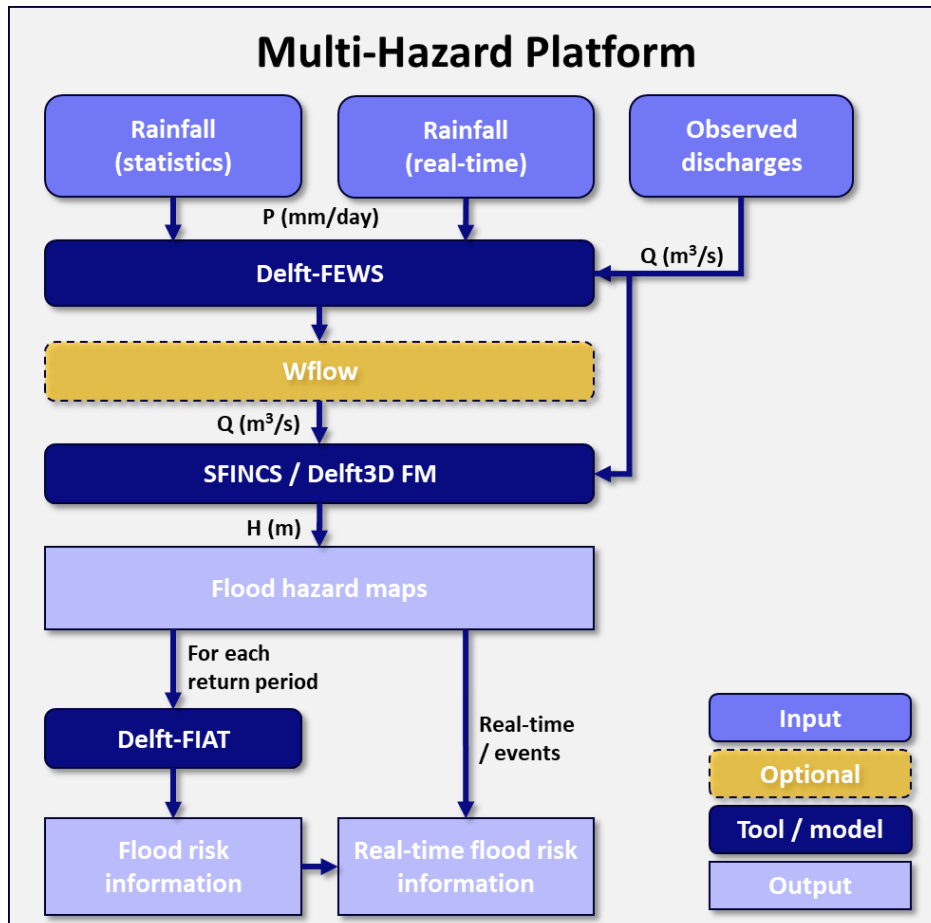 Multi-Hazard Platform
Rainfall
(statistics)
Rainfall
(real-time)
Observed
discharges
P (mm/day)
Q (m³/s)
Delft-FEWS
Wflow
Q (m³/s)
SFINCS / Delft3D FM
H (m)
Flood hazard maps
For each
return period
Delft-FIAT
Real-time
/ events
Flood risk
information
Real-time flood risk
information
Input
Optional
Tool / model
Output